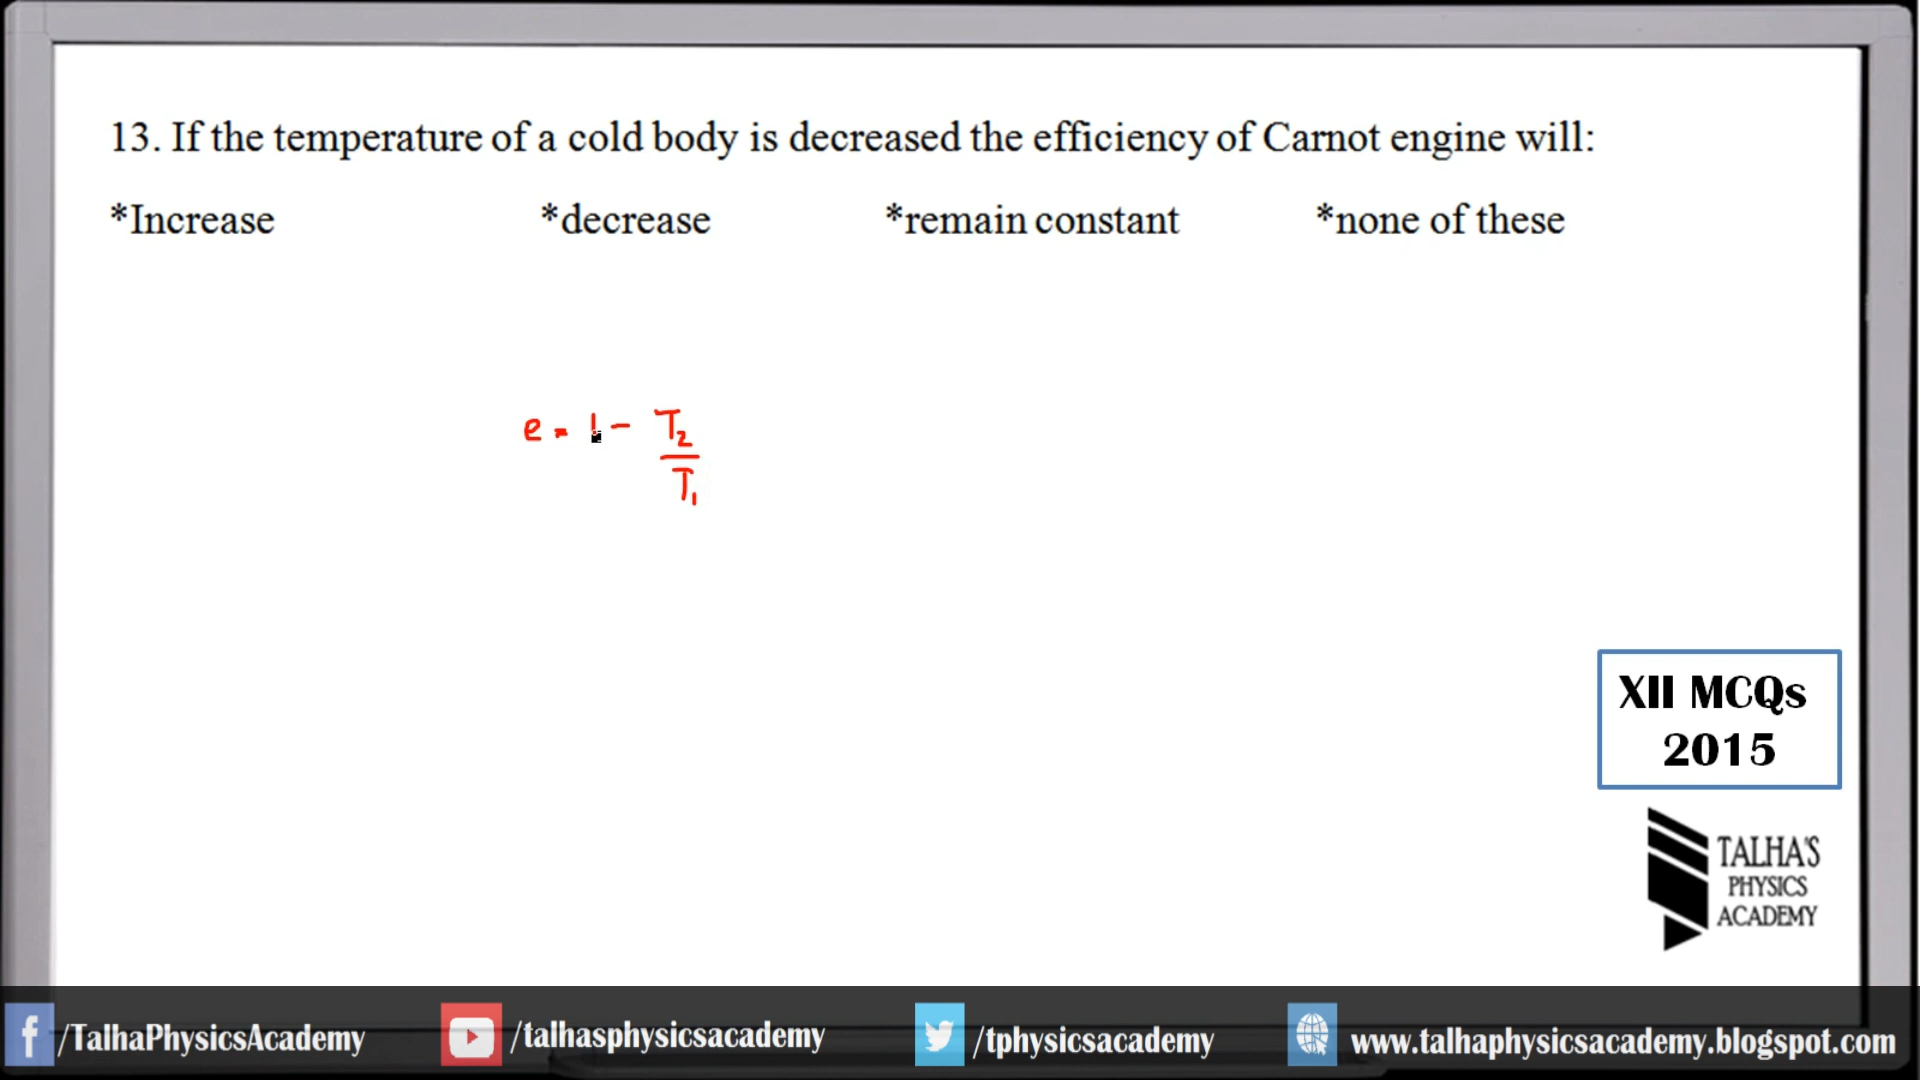 13. If the temperature of a cold body is decreased the efficiency of Carnot engine will:
*Increase *decrease *remain constant *none of these
e = 1 - T₂
T₁
XII MCQs
2015
TALHA'S
PHYSICS
ACADEMY
/TalhaPhysicsAcademy /talhasphysicsacademy /tphysicsacademy www.talhaphysicsacademy.blogspot.com